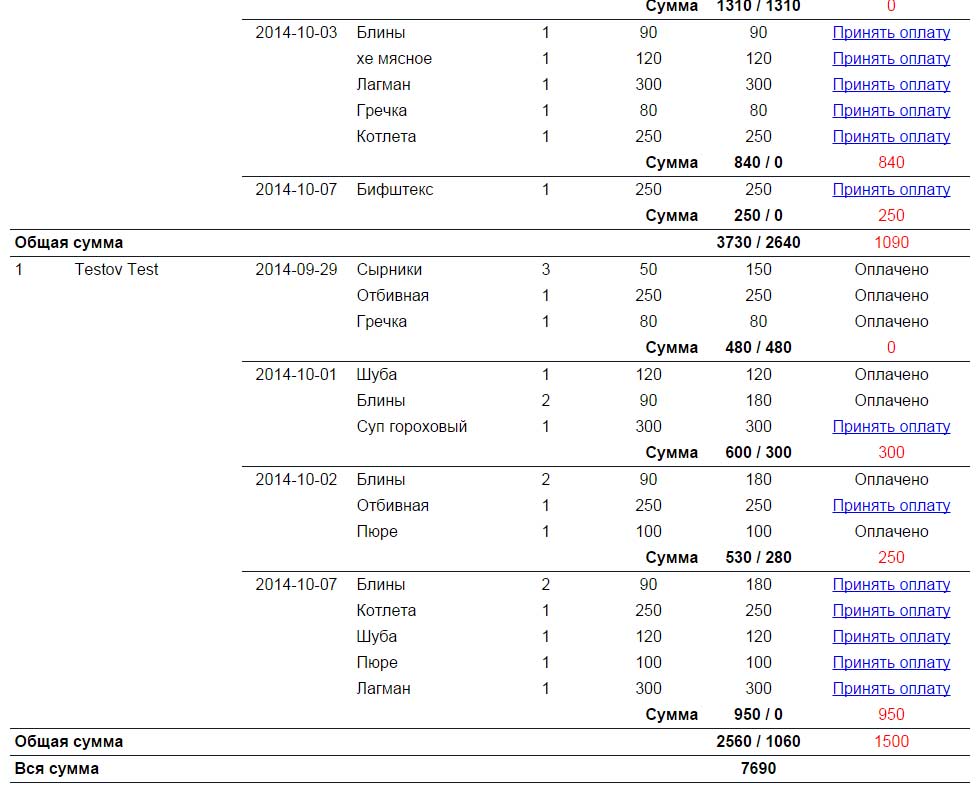 Сумма 1310 / 1310 0
2014-10-03 Блины 1 90 90 Принять оплату
хе мясное 1 120 120 Принять оплату
Лагман 1 300 300 Принять оплату
Гречка 1 80 80 Принять оплату
Котлета 1 250 250 Принять оплату
Сумма 840 / 0 840
2014-10-07 Бифштекс 1 250 250 Принять оплату
Сумма 250 / 0 250
Общая сумма 3730 / 2640 1090
1 Testov Test 2014-09-29 Сырники 3 50 150 Оплачено
Отбивная 1 250 250 Оплачено
Гречка 1 80 80 Оплачено
Сумма 480 / 480 0
2014-10-01 Шуба 1 120 120 Оплачено
Блины 2 90 180 Оплачено
Суп гороховый 1 300 300 Принять оплату
Сумма 600 / 300 300
2014-10-02 Блины 2 90 180 Оплачено
Отбивная 1 250 250 Принять оплату
Пюре 1 100 100 Оплачено
Сумма 530 / 280 250
2014-10-07 Блины 2 90 180 Принять оплату
Котлета 1 250 250 Принять оплату
Шуба 1 120 120 Принять оплату
Пюре 1 100 100 Принять оплату
Лагман 1 300 300 Принять оплату
Сумма 950 / 0 950
Общая сумма 2560 / 1060 1500
Вся сумма 7690